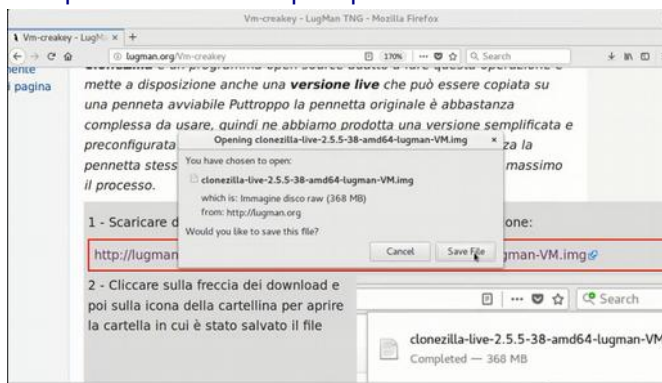 Vm-creakey - LugMan TNG - Mozilla Firefox
Vm-creakey - LugM
lugman.org/Vm-creakey
170%
Search
i pagina
mette a disposizione anche una versione live che può essere copiata su
una penneta avviabile Puttroppo la pennetta originale è abbastanza
complessa da usare, quindi ne abbiamo prodotta una versione semplificata e
preconfigurata
za la
pennetta stess
massimo
il processo.
Opening clonezilla-live-2.5.5-38-amd64-lugman-VM.img
You have chosen to open:
clonezilla-live-2.5.5-38-amd64-lugman-VM.img
which is: Immagine disco raw (368 MB)
from: http://lugman.org
Would you like to save this file?
Cancel
Save File
1 - Scaricare d
one:
http://lugman
gman-VM.img
2 - Cliccare sulla freccia dei download e
poi sulla icona della cartellina per aprire
la cartella in cui è stato salvato il file
Search
clonezilla-live-2.5.5-38-amd64-lugman-VM
Completed — 368 MB